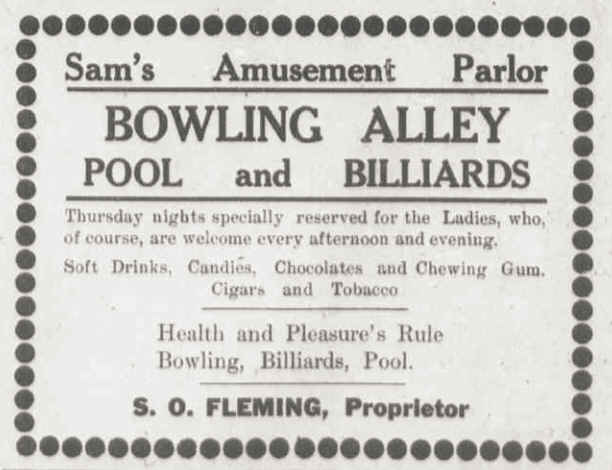 Sam's Amusement Parlor
BOWLING ALLEY
POOL and BILLIARDS
Thursday nights specially reserved for the Ladies, who,
of course, are welcome every afternoon and evening.
Soft Drinks, Candies, Chocolates and Chewing Gum.
Cigars and Tobacco
Health and Pleasure's Rule
Bowling, Billiards, Pool.
S. O. FLEMING, Proprietor